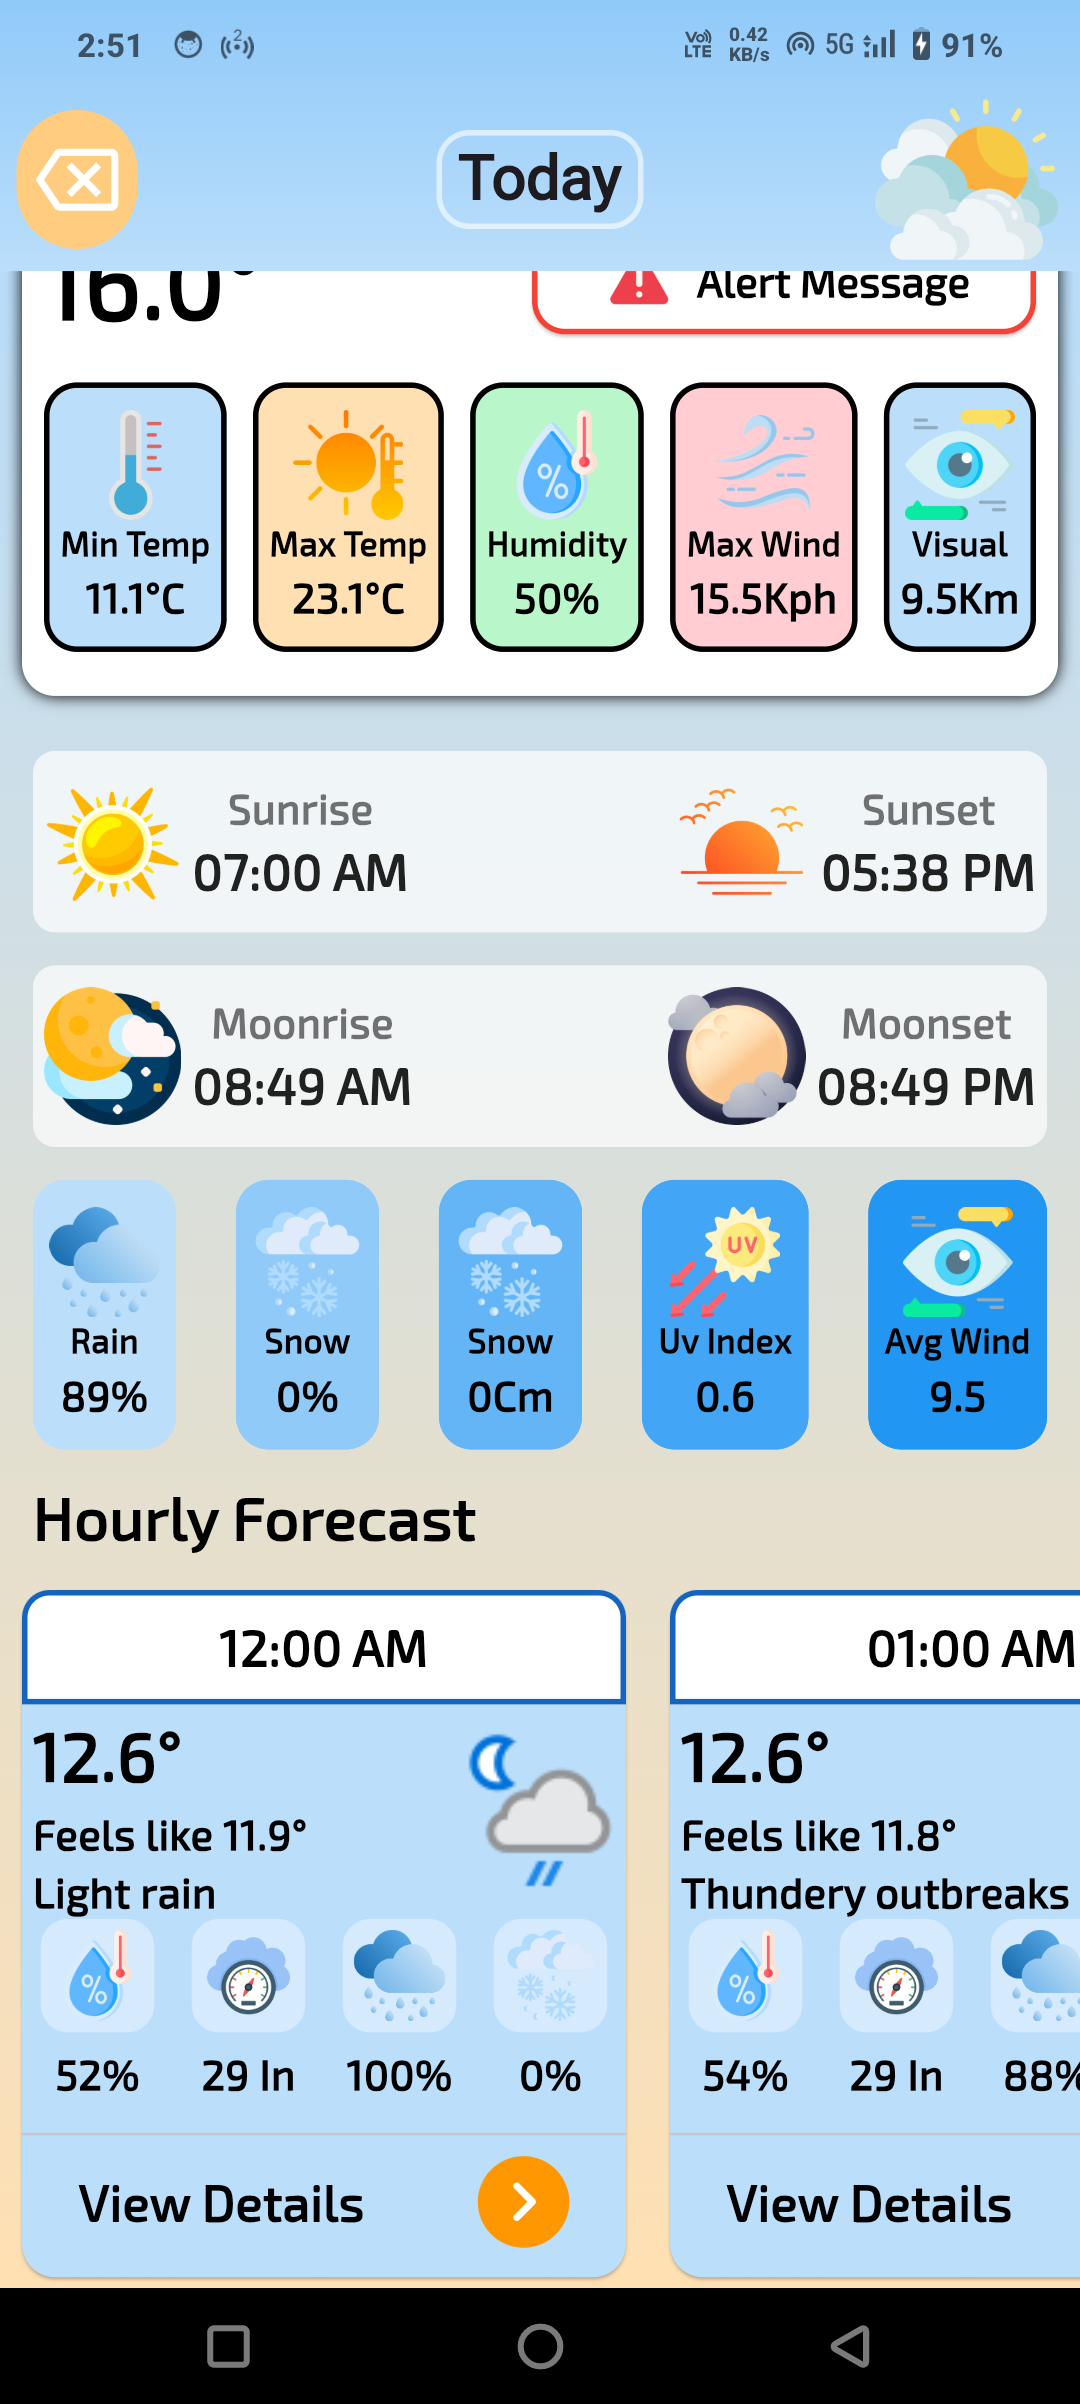 2:51
2
Vo)
LTE
0.42
KB/s
5G
91%
Today
16.0°
Alert Message
Min Temp
11.1°C
Max Temp
23.1°C
%
Humidity
50%
Max Wind
15.5Kph
Visual
9.5Km
Sunrise
07:00 AM
Sunset
05:38 PM
Moonrise
08:49 AM
Moonset
08:49 PM
Rain
89%
Snow
0%
Snow
0Cm
UV
Uv Index
0.6
Avg Wind
9.5
Hourly Forecast
12:00 AM
12.6°
Feels like 11.9°
Light rain
%
52%
29 In
100%
0%
View Details
01:00 AM
12.6°
Feels like 11.8°
Thundery outbreaks
%
54%
29 In
88%
View Details